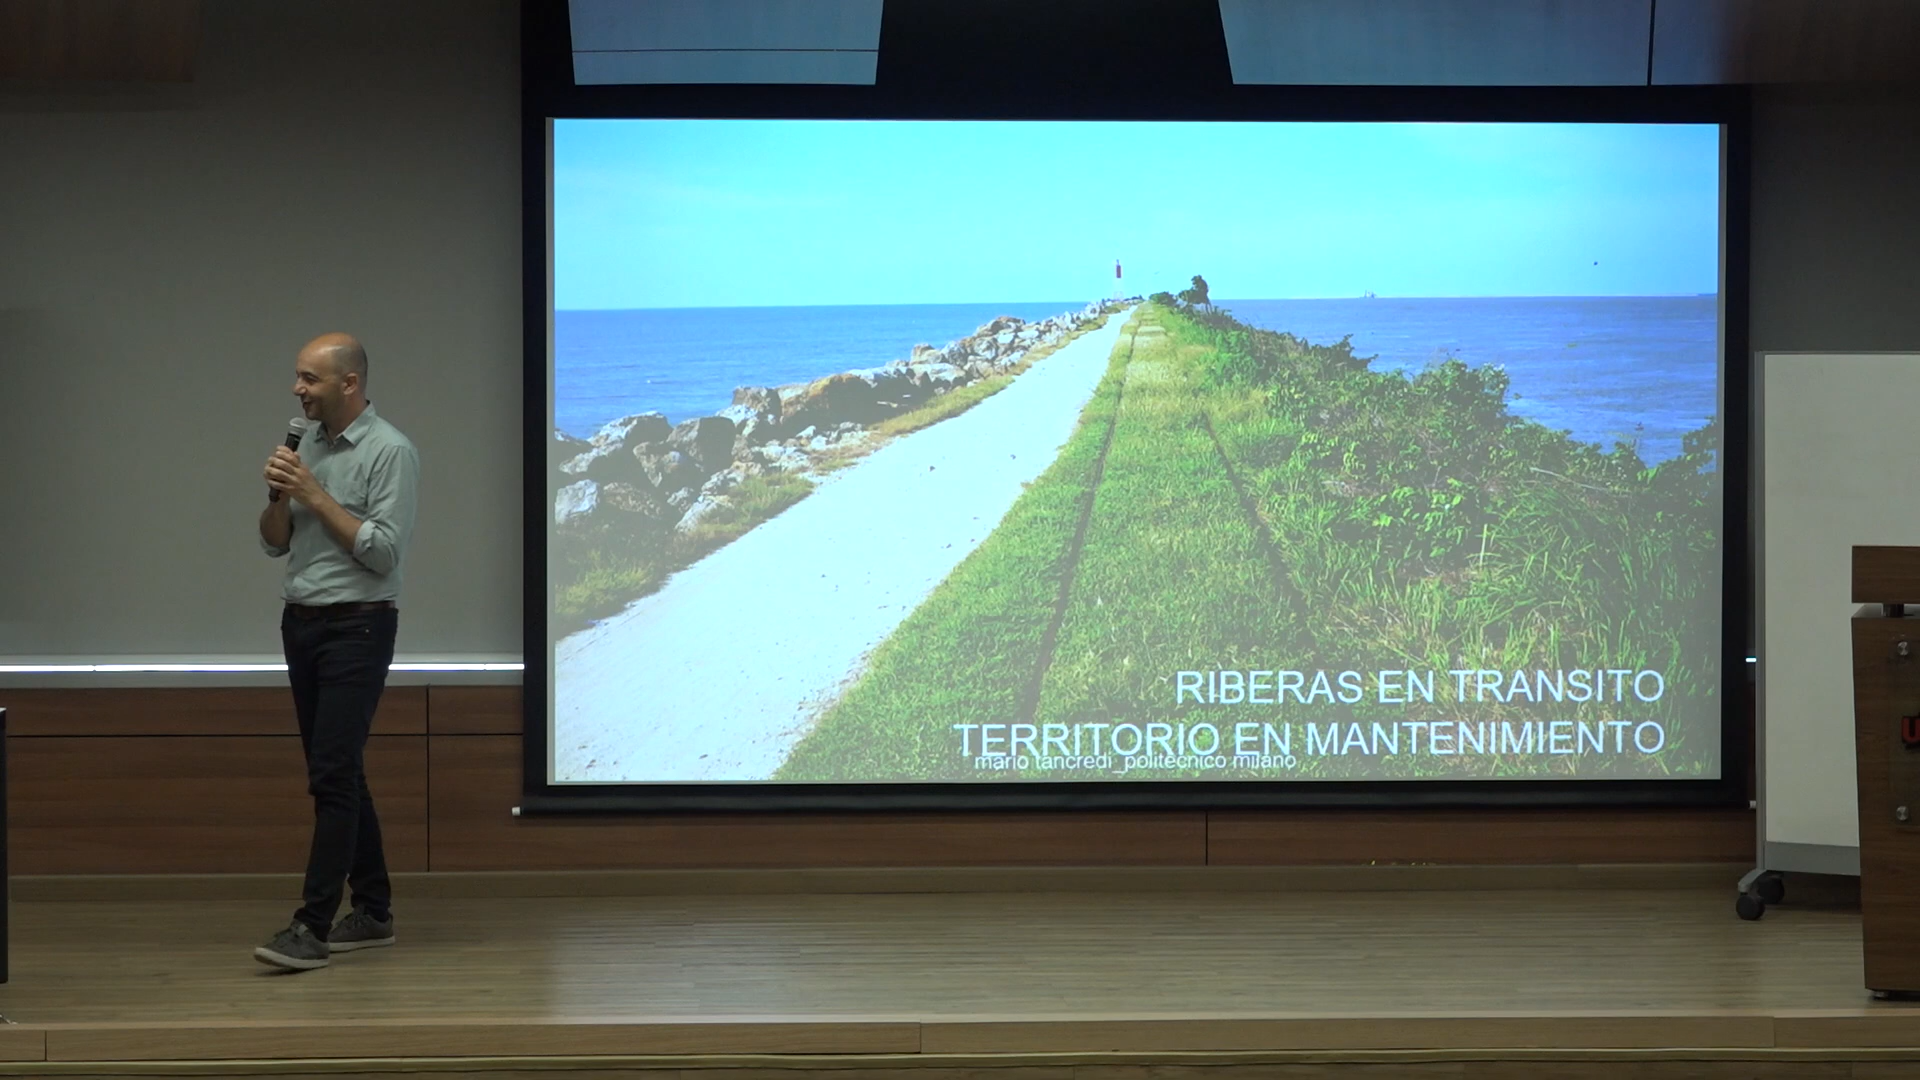 RIBERAS EN TRANSITO
TERRITORIO EN MANTENIMIENTO
mario tancredi_politecnico milano